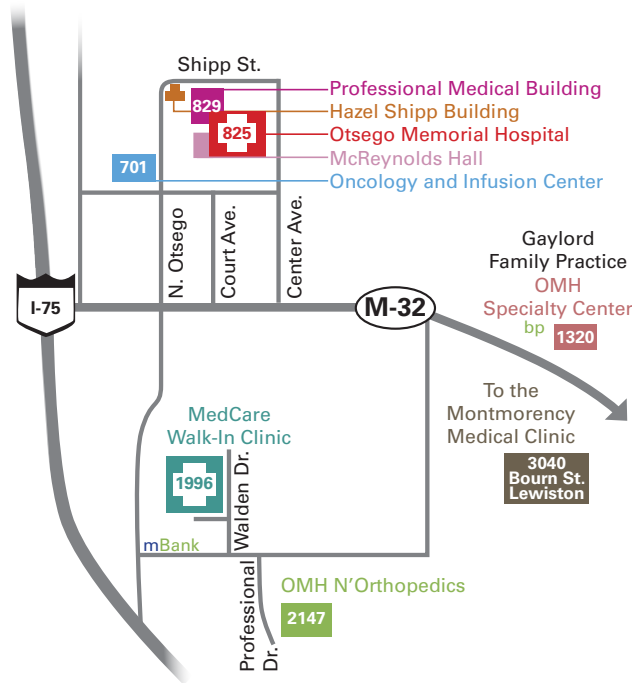 Shipp St.
Professional Medical Building
829
Hazel Shipp Building
825
Otsego Memorial Hospital
McReynolds Hall
701
Oncology and Infusion Center
N. Otsego
Court Ave.
Center Ave.
Gaylord
Family Practice
OMH
Specialty Center
bp
1320
I-75
M-32
To the
Montmorency
Medical Clinic
3040
Bourn St.
Lewiston
MedCare
Walk-In Clinic
1996
Walden Dr.
mBank
Professional
Dr.
OMH N’Orthopedics
2147